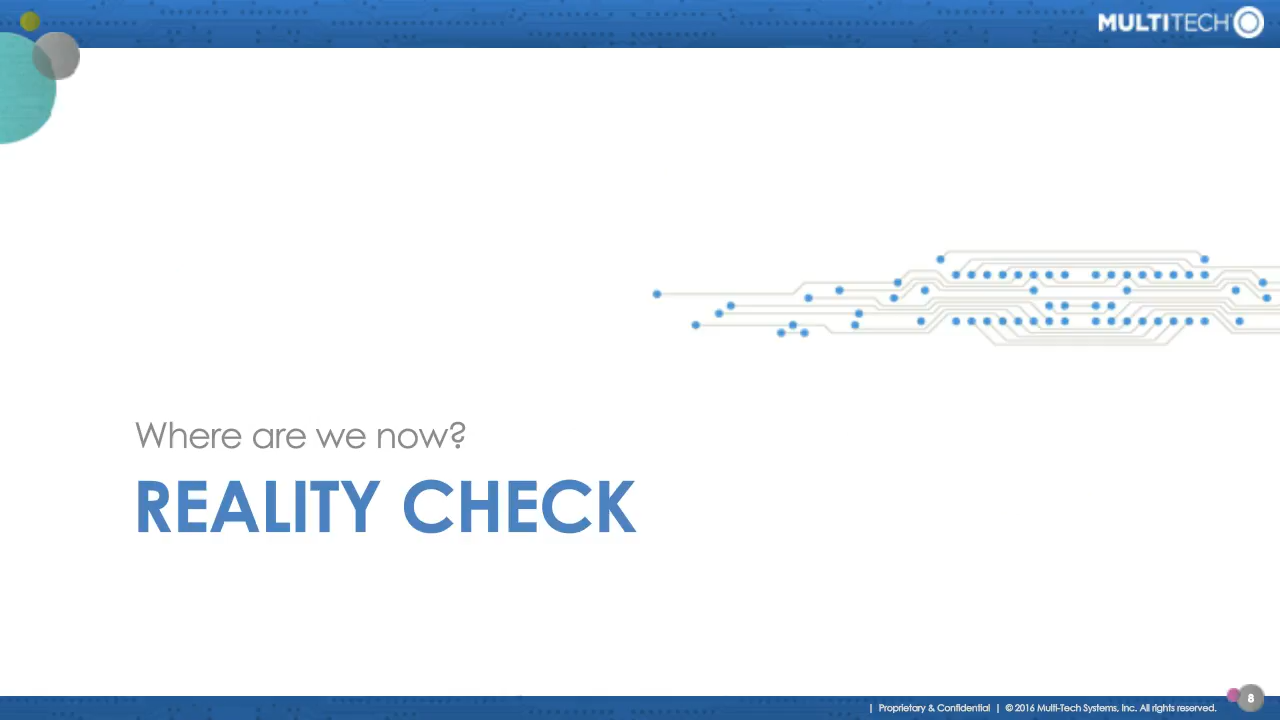 MULTITECH
Where are we now?
REALITY CHECK
| Proprietary & Confidential | © 2016 Multi-Tech Systems, Inc. All rights reserved.
8